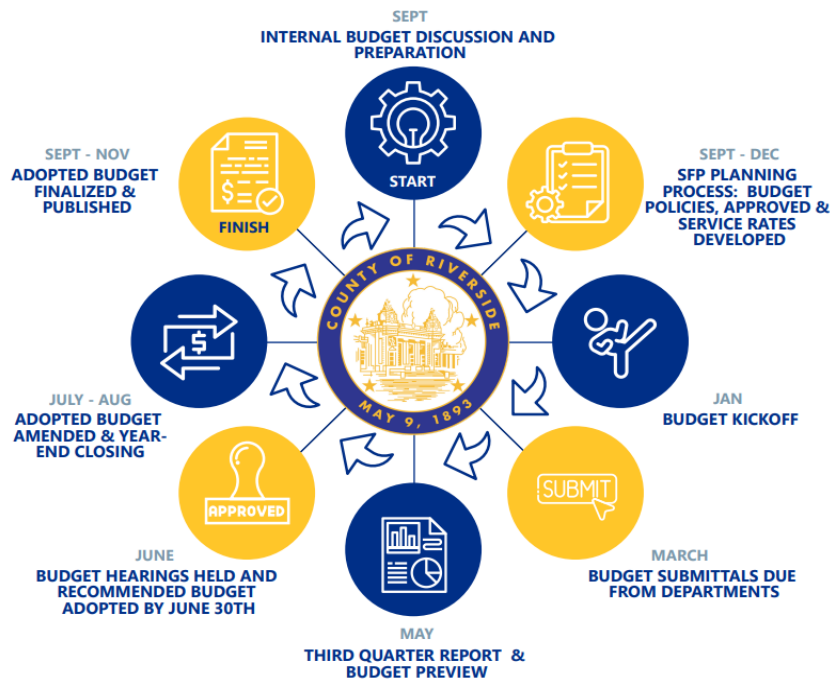 SEPT
INTERNAL BUDGET DISCUSSION AND
PREPARATION
START
SEPT - DEC
SFP PLANNING
PROCESS: BUDGET
POLICIES, APPROVED &
SERVICE RATES
DEVELOPED
JAN
BUDGET KICKOFF
SUBMIT
MARCH
BUDGET SUBMITTALS DUE
FROM DEPARTMENTS
MAY
THIRD QUARTER REPORT &
BUDGET PREVIEW
APPROVED
JUNE
BUDGET HEARINGS HELD AND
RECOMMENDED BUDGET
ADOPTED BY JUNE 30TH
$
JULY - AUG
ADOPTED BUDGET
AMENDED & YEAR-
END CLOSING
SEPT - NOV
ADOPTED BUDGET
FINALIZED &
PUBLISHED
$
FINISH
COUNTY OF RIVERSIDE
MAY 9, 1893